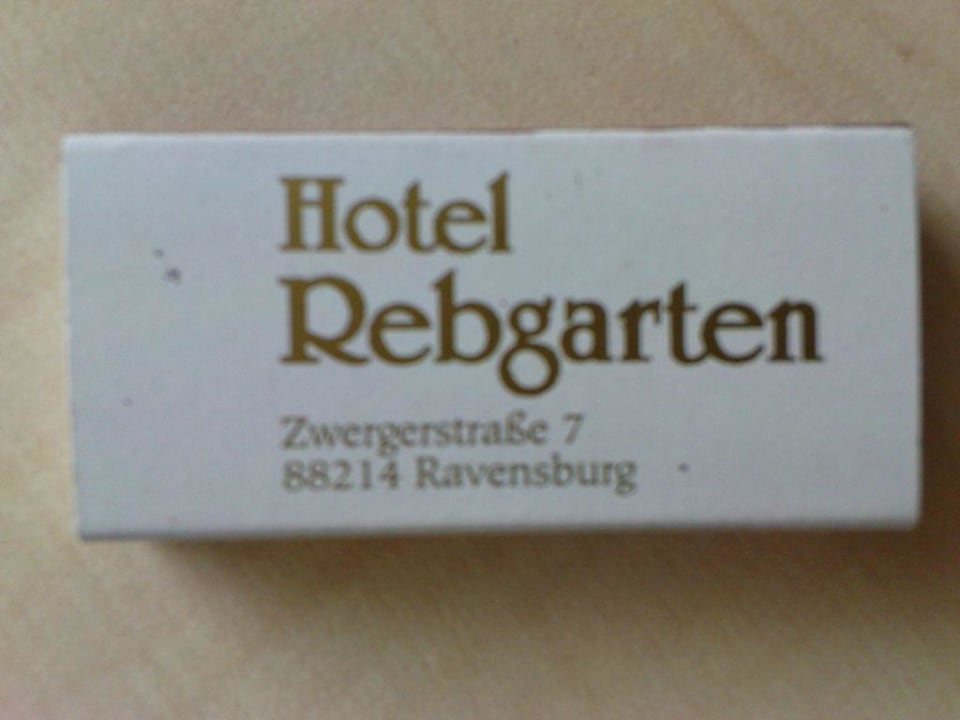 Hotel
Rebgarten
Zwergerstraße 7
88214 Ravensburg